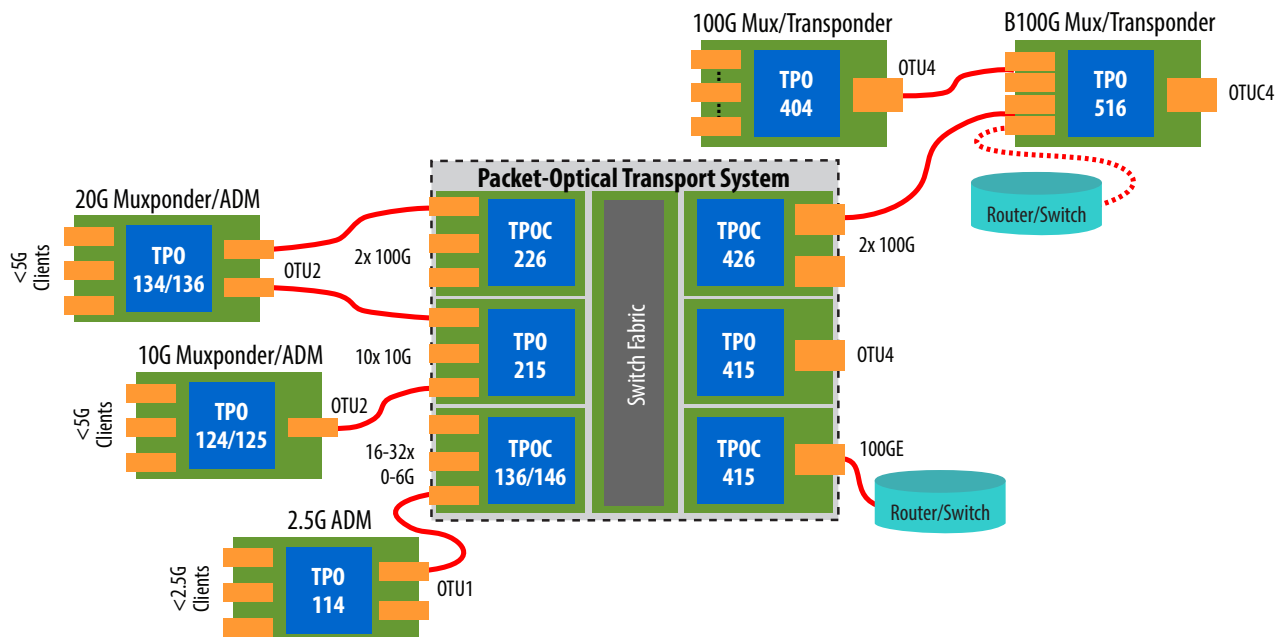 100G Mux/Transponder
B100G Mux/Transponder
TPO
404
OTU4
TPO
516
OTUC4
Router/Switch
Packet-Optical Transport System
20G Muxponder/ADM
<5G
Clients
TPO
134/136
OTU2
2x 100G
TPOC
226
Switch Fabric
TPOC
426
2x 100G
10G Muxponder/ADM
<5G
Clients
TPO
124/125
OTU2
10x 10G
TPO
215
TPO
415
OTU4
16-32x
0-6G
TPOC
136/146
TPOC
415
100GE
Router/Switch
2.5G ADM
<2.5G
Clients
TPO
114
OTU1